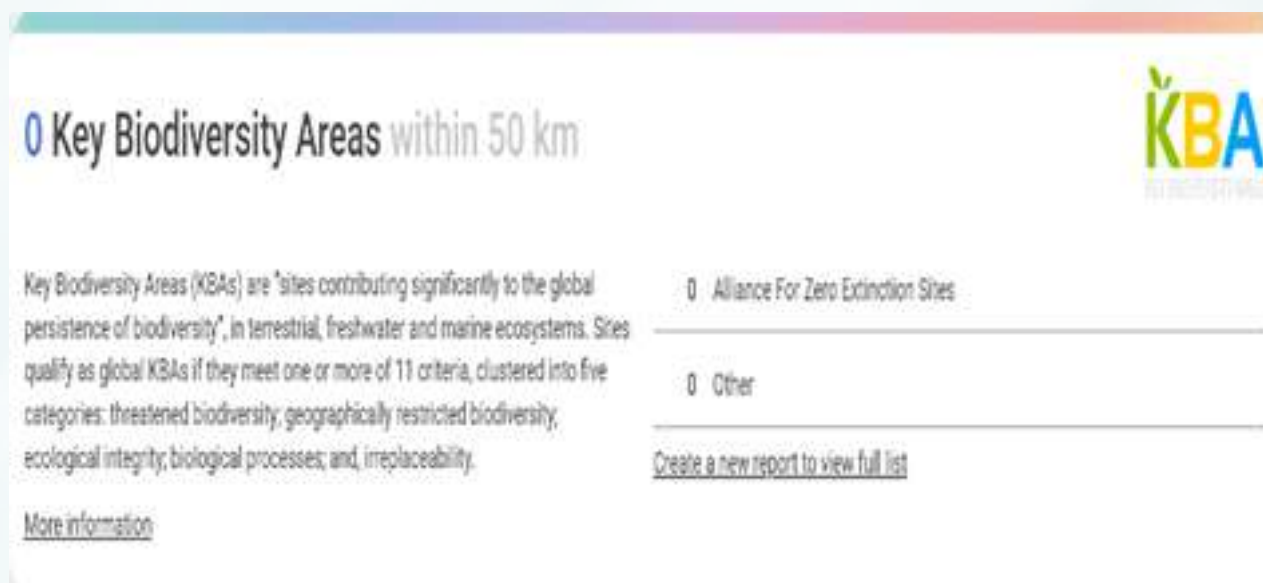 0 Key Biodiversity Areas within 50 km
KBA
Key Biodiversity Areas (KBAs) are "sites contributing significantly to the global
persistence of biodiversity", in terrestrial, freshwater and marine ecosystems. Sites
qualify as global KBAs if they meet one or more of 11 criteria, clustered into five
categories: threatened biodiversity; geographically restricted biodiversity;
ecological integrity; biological processes; and, irreplaceability.
More information
0 Alliance For Zero Extinction Sites
0 Other
Create a new report to view full list